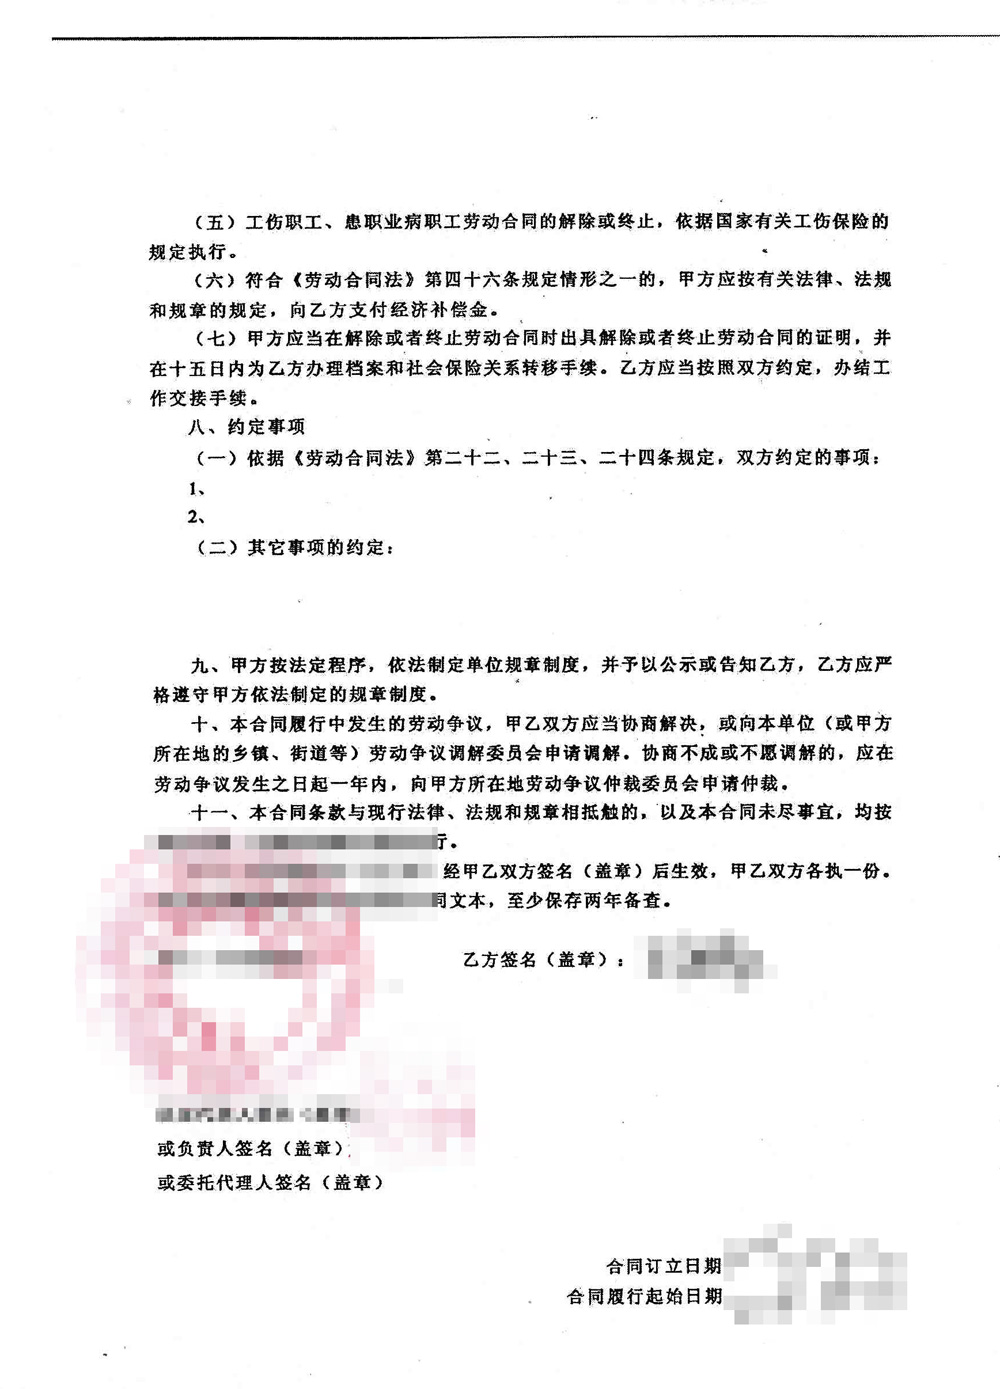 （五）工伤职工、患职业病职工劳动合同的解除或终止，依据国家有关工伤保险的
规定执行。
（六）符合《劳动合同法》第四十六条规定情形之一的，甲方应按有关法律、法规
和规章的规定，向乙方支付经济补偿金。
（七）甲方应当在解除或者终止劳动合同时出具解除或者终止劳动合同的证明，并
在十五日内为乙方办理档案和社会保险关系转移手续。乙方应当按照双方约定，办结工
作交接手续。
八、约定事项
（一）依据《劳动合同法》第二十二、二十三、二十四条规定，双方约定的事项：
1、
2、
（二）其它事项的约定：
九、甲方按法定程序，依法制定单位规章制度，并予以公示或告知乙方，乙方应严
格遵守甲方依法制定的规章制度。
十、本合同履行中发生的劳动争议，甲乙双方应当协商解决，或向本单位（或甲方
所在地的乡镇、街道等）劳动争议调解委员会申请调解。协商不成或不愿调解的，应在
劳动争议发生之日起一年内，向甲方所在地劳动争议仲裁委员会申请仲裁。
十一、本合同条款与现行法律、法规和规章相抵触的，以及本合同未尽事宜，均按
行。
经甲乙双方签名（盖章）后生效，甲乙双方各执一份。
同文本，至少保存两年备查。
乙方签名（盖章）：
或负责人签名（盖章）
或委托代理人签名（盖章）
合同订立日期
合同履行起始日期